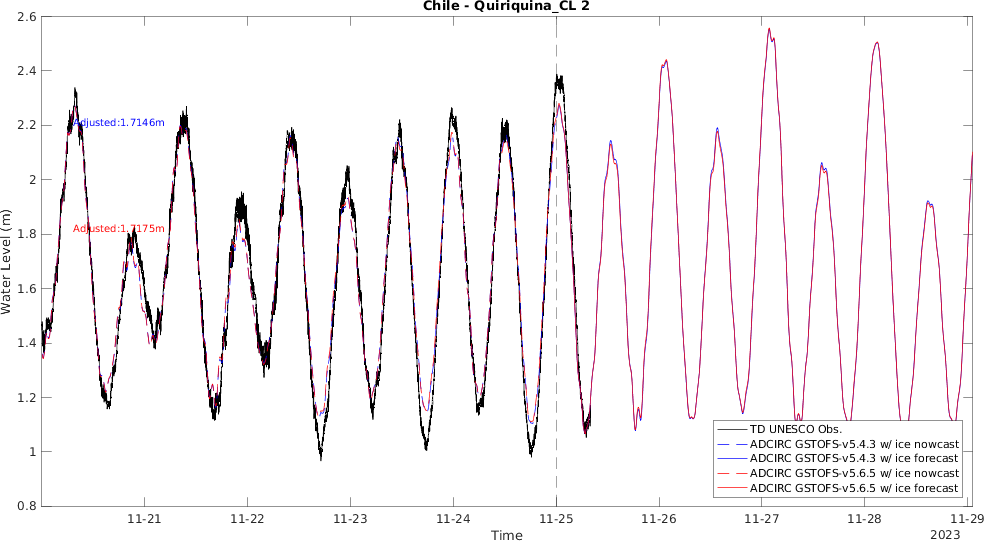 Chile - Quiriquina_CL 2
Water Level (m)
2.6
2.4
2.2
2
1.8
1.6
1.4
1.2
1
0.8
Adjusted:1.7146m
Adjusted:1.7175m
TD UNESCO Obs.
ADCIRC GSTOFS-v5.4.3 w/ ice nowcast
ADCIRC GSTOFS-v5.4.3 w/ ice forecast
ADCIRC GSTOFS-v5.6.5 w/ ice nowcast
ADCIRC GSTOFS-v5.6.5 w/ ice forecast
11-21 11-22 11-23 11-24 11-25 11-26 11-27 11-28 11-29
2023
Time